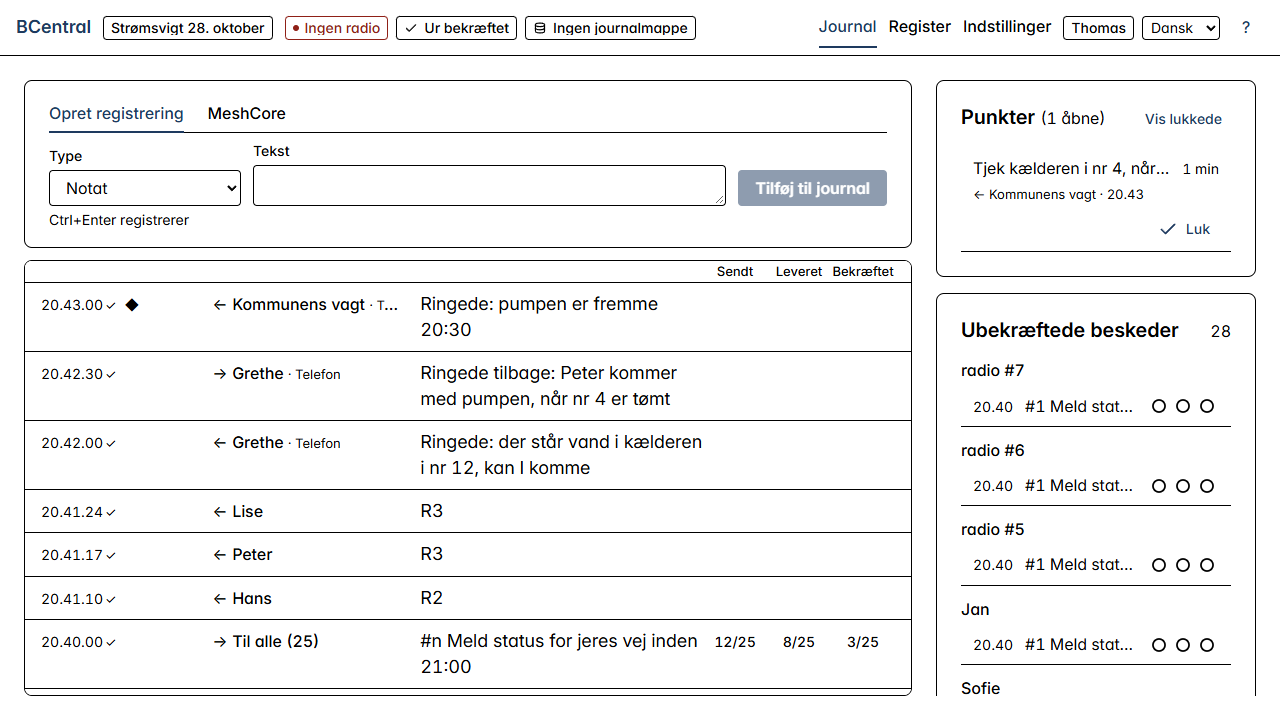 BCentral
Strømsvigt 28. oktober
Ingen radio
Ur bekræftet
Ingen journalmappe
Journal
Register
Indstillinger
Thomas
Dansk
?
Opret registrering
MeshCore
Type
Tekst
Notat
Tilføj til journal
Ctrl+Enter registrerer
Sendt Leveret Bekræftet
20.43.00 ✓ ◆ ← Kommunens vagt · T... Ringede: pumpen er fremme
20:30
20.42.30 ✓ → Grethe · Telefon Ringede tilbage: Peter kommer
med pumpen, når nr 4 er tømt
20.42.00 ✓ ← Grethe · Telefon Ringede: der står vand i kælderen
i nr 12, kan I komme
20.41.24 ✓ ← Lise R3
20.41.17 ✓ ← Peter R3
20.41.10 ✓ ← Hans R2
20.40.00 ✓ → Til alle (25) #n Meld status for jeres vej inden 12/25 8/25 3/25
21:00
Punkter (1 åbne) Vis lukkede
Tjek kælderen i nr 4, når... 1 min
← Kommunens vagt · 20.43
✓ Luk
Ubekræftede beskeder 28
radio #7
20.40 #1 Meld stat...
radio #6
20.40 #1 Meld stat...
radio #5
20.40 #1 Meld stat...
Jan
20.40 #1 Meld stat...
Sofie